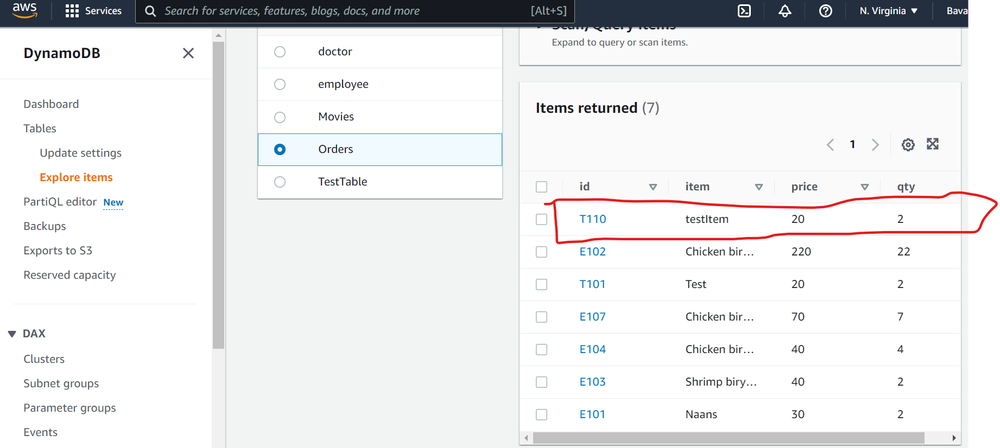 aws Services Search for services, features, blogs, docs, and more [Alt+S] N. Virginia Bava
DynamoDB
Dashboard
Tables
Update settings
Explore items
PartiQL editor New
Backups
Exports to S3
Reserved capacity
DAX
Clusters
Subnet groups
Parameter groups
Events
doctor
employee
Movies
Orders
TestTable
Scan/Query items
Expand to query or scan items.
Items returned (7)
1
id item price qty
T110 testItem 20 2
E102 Chicken bir… 220 22
T101 Test 20 2
E107 Chicken bir… 70 7
E104 Chicken bir… 40 4
E103 Shrimp biry… 40 2
E101 Naans 30 2